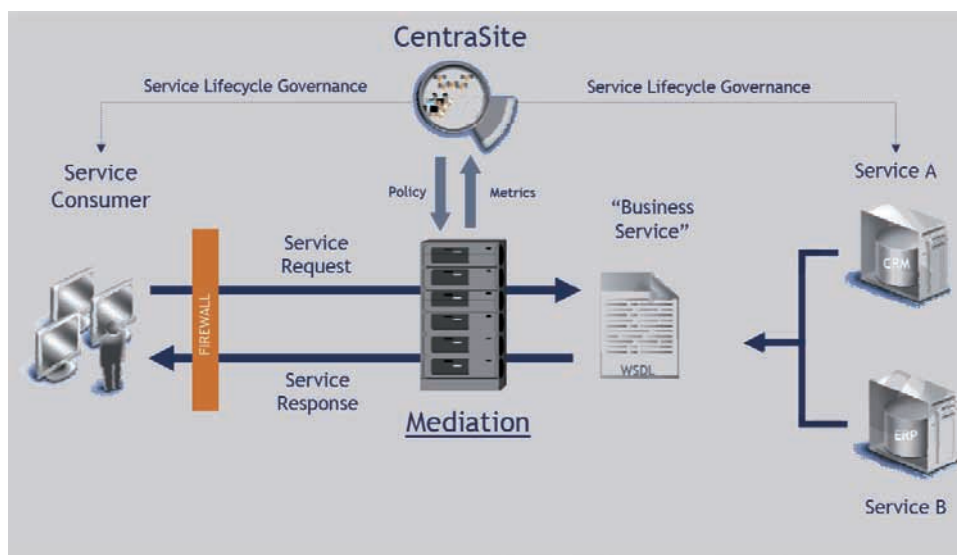 CentraSite
Service Lifecycle Governance
Service Lifecycle Governance
Service
Consumer
Policy
Metrics
Service A
"Business
Service"
CRM
Service
Request
FIREWALL
WSDL
Service
Response
Mediation
ERP
Service B